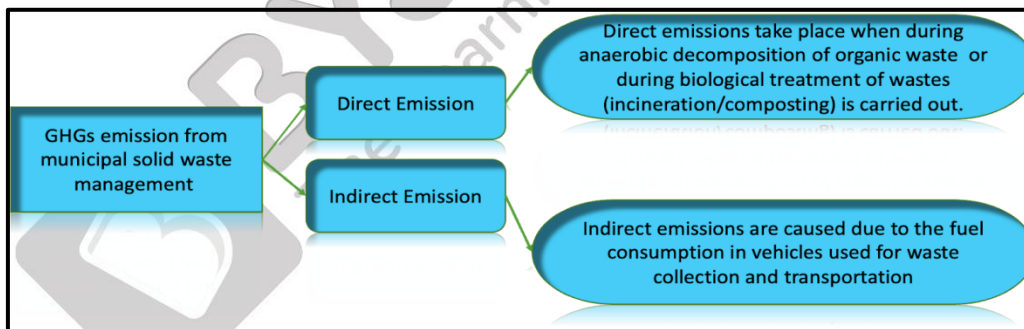 GHGs emission from
municipal solid waste
management
Direct Emission
Indirect Emission
Direct emissions take place when during
anaerobic decomposition of organic waste or
during biological treatment of wastes
(incineration/composting) is carried out.
Indirect emissions are caused due to the fuel
consumption in vehicles used for waste
collection and transportation